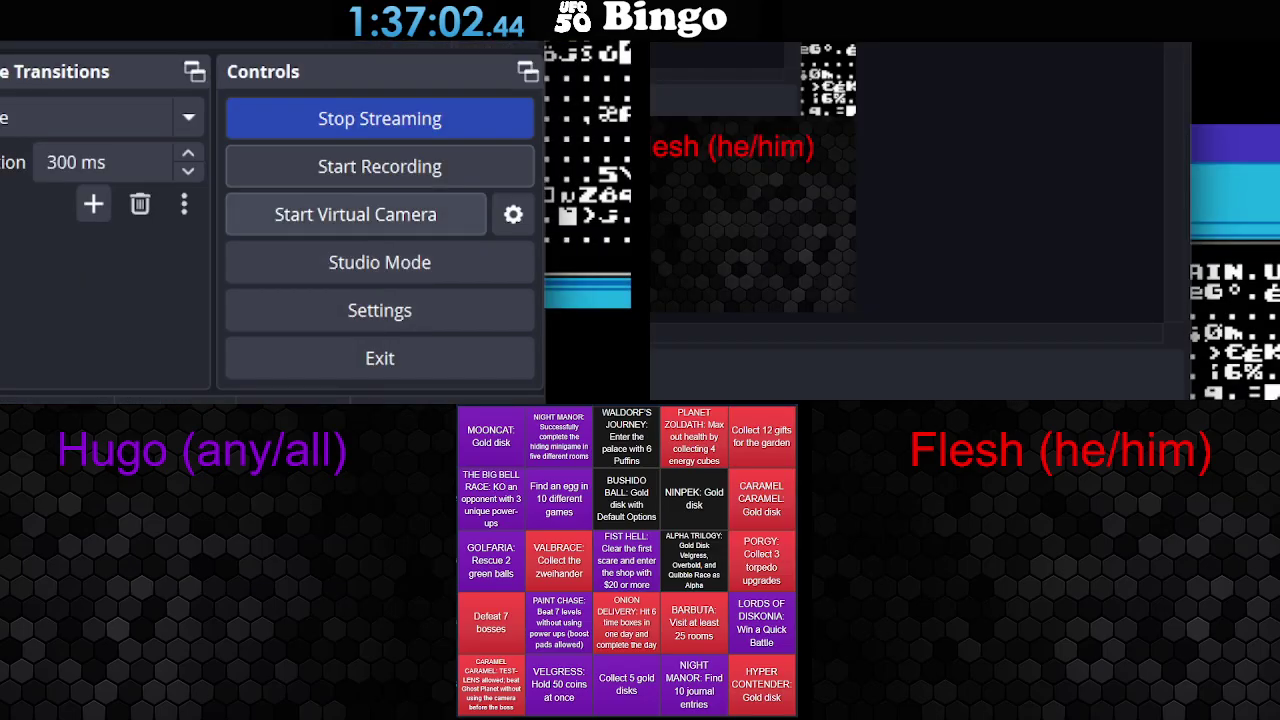 1:37:02.44
UFO 50 Bingo
e Transitions
Controls
e
Stop Streaming
ion
300 ms
Start Recording
Start Virtual Camera
Studio Mode
Settings
Exit
esh (he/him)
AIN.U
Hugo (any/all)
Flesh (he/him)
MOONCAT:
Gold disk
NIGHT MANOR:
Successfully
complete the
hiding minigame in
five different rooms
WALDORF'S
JOURNEY:
Enter the
palace with 6
Puffins
PLANET
ZOLDATH: Max
out health by
collecting 4
energy cubes
Collect 12 gifts
for the garden
THE BIG BELL
RACE: KO an
opponent with 3
unique power-
ups
Find an egg in
10 different
games
BUSHIDO
BALL: Gold
disk with
Default Options
NINPEK: Gold
disk
CARAMEL
CARAMEL:
Gold disk
GOLFARIA:
Rescue 2
green balls
VALBRACE:
Collect the
zweihander
FIST HELL:
Clear the first
scare and enter
the shop with
$20 or more
ALPHA TRILOGY:
Gold Disk
Velgress,
Overbold, and
Quibble Race as
Alpha
PORGY:
Collect 3
torpedo
upgrades
Defeat 7
bosses
PAINT CHASE:
Beat 7 levels
without using
power ups (boost
pads allowed)
ONION
DELIVERY: Hit 6
time boxes in
one day and
complete the day
BARBUTA:
Visit at least
25 rooms
LORDS OF
DISKONIA:
Win a Quick
Battle
CARAMEL
CARAMEL: TEST-
LENS allowed; beat
Ghost Planet without
using the camera
before the boss
VELGRESS:
Hold 50 coins
at once
Collect 5 gold
disks
NIGHT
MANOR: Find
10 journal
entries
HYPER
CONTENDER:
Gold disk